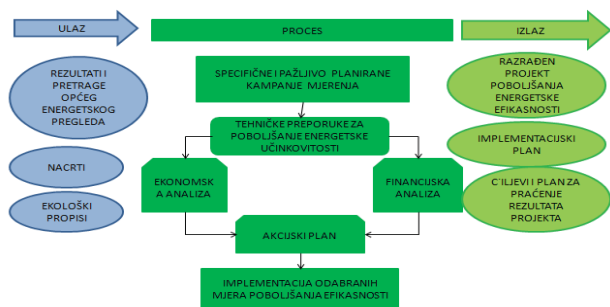 ULAZ
PROCES
IZLAZ
REZULTATI I
PRETRAGE
OPĆEG
ENERGETSKOG
PREGLEDA
NACRTI
EKOLOŠKI
PROPISI
SPECIFIČNE I PAŽLJIVO PLANIRANE
KAMPANJE MJERENJA
TEHNIČKE PREPORUKE ZA
POBOLJŠANJE ENERGETSKE
UČINKOVITOSTI
EKONOMSK
A ANALIZA
FINANCIJSKA
ANALIZA
AKCIJSKI PLAN
IMPLEMENTACIJA ODABRANIH
MJERA POBOLJŠANJA EFIKASNOSTI
RAZRAĐEN
PROJEKT
POBOLJŠANJA
ENERGETSKE
EFIKASNOSTI
IMPLEMENTACIJSKI
PLAN
C´ILJEVI I PLAN ZA
PRAĆENJE
REZULTATA
PROJEKTA